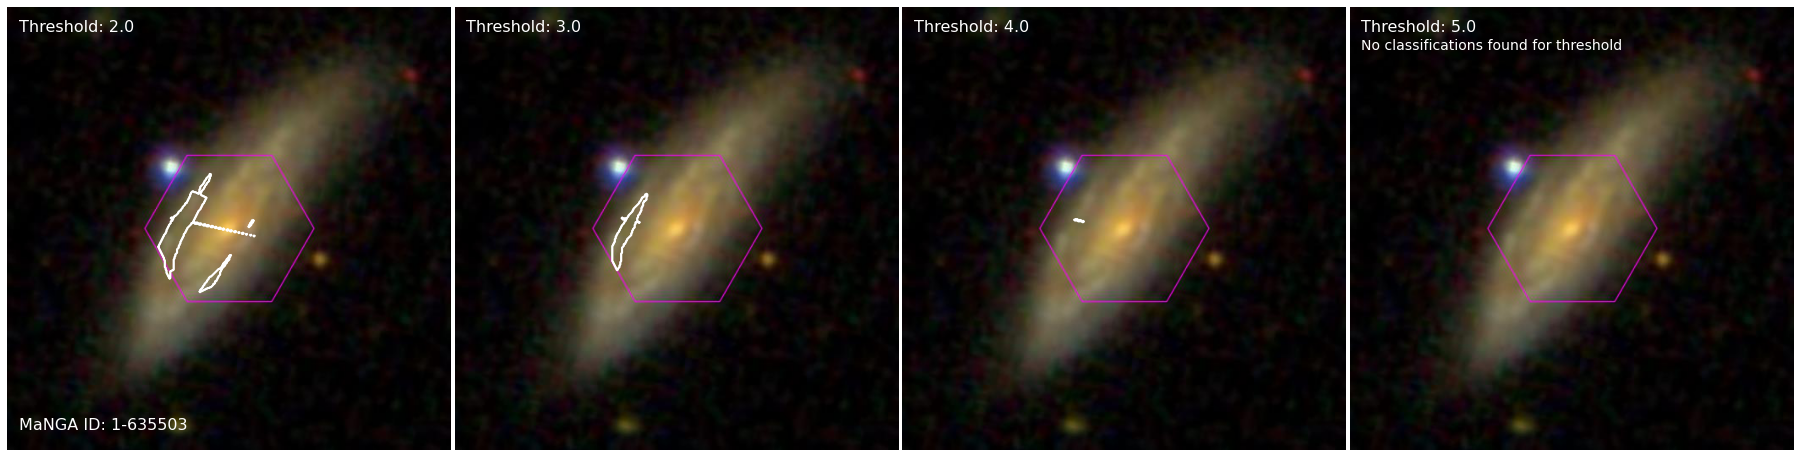 Threshold: 2.0
MaNGA ID: 1-635503
Threshold: 3.0
Threshold: 4.0
Threshold: 5.0
No classifications found for threshold